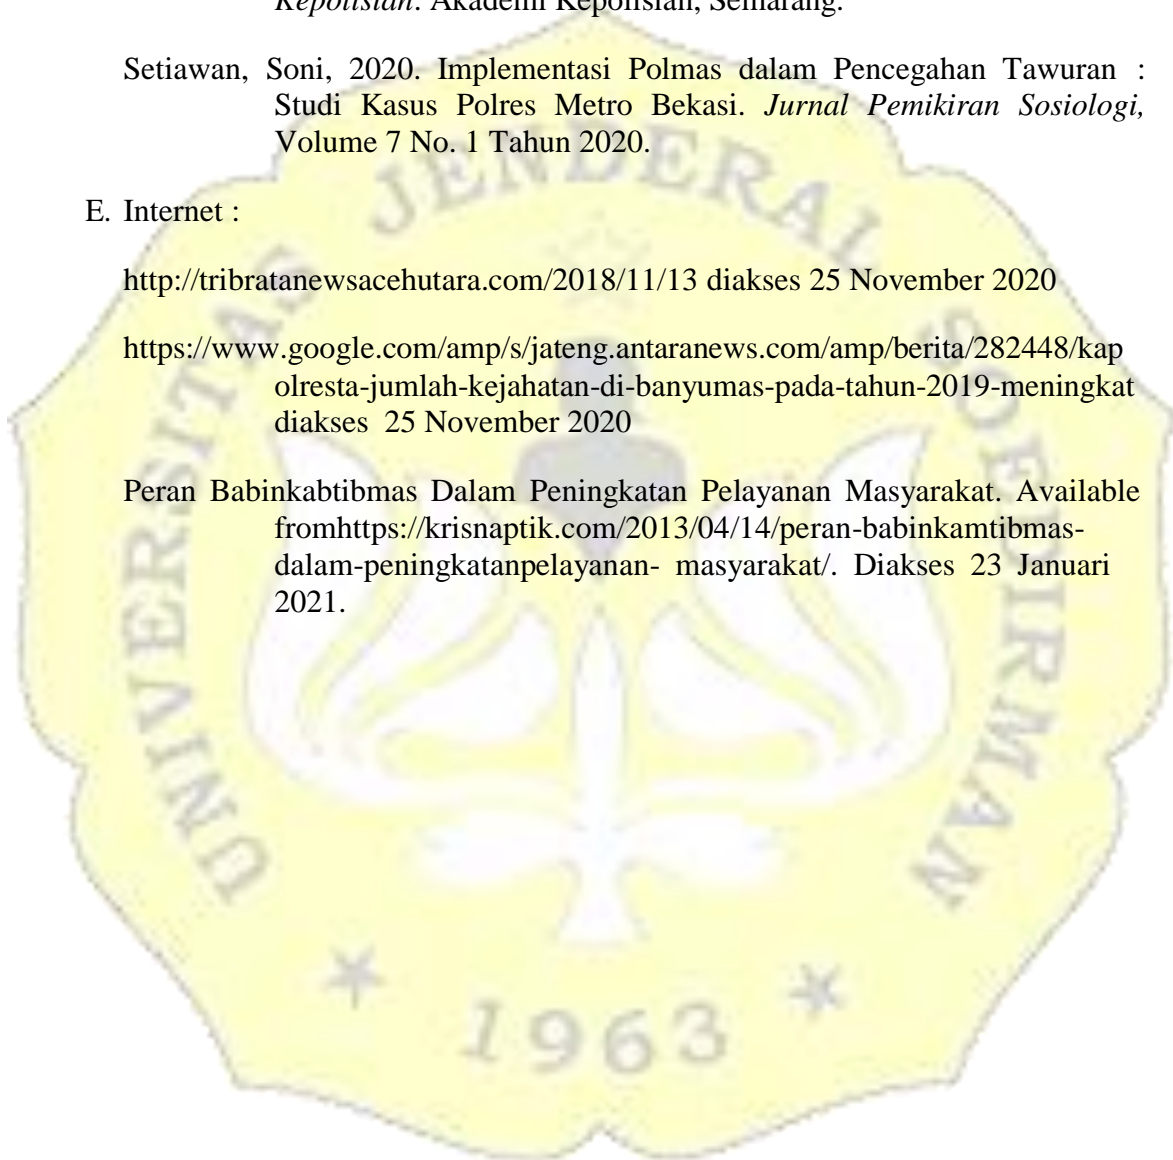 Kepolisian. Akademi Kepolisian, Semarang.
Setiawan, Soni, 2020. Implementasi Polmas dalam Pencegahan Tawuran :
Studi Kasus Polres Metro Bekasi. Jurnal Pemikiran Sosiologi,
Volume 7 No. 1 Tahun 2020.
E. Internet :
http://tribratanewsacehutara.com/2018/11/13 diakses 25 November 2020
https://www.google.com/amp/s/jateng.antaranews.com/amp/berita/282448/kap
olresta-jumlah-kejahatan-di-banyumas-pada-tahun-2019-meningkat
diakses 25 November 2020
Peran Babinkabtibmas Dalam Peningkatan Pelayanan Masyarakat. Available
fromhttps://krisnaptik.com/2013/04/14/peran-babinkamtibmas-
dalam-peningkatanpelayanan- masyarakat/. Diakses 23 Januari
2021.
UNIVERSITAS JENDERAL SOEDIRMAN
1963